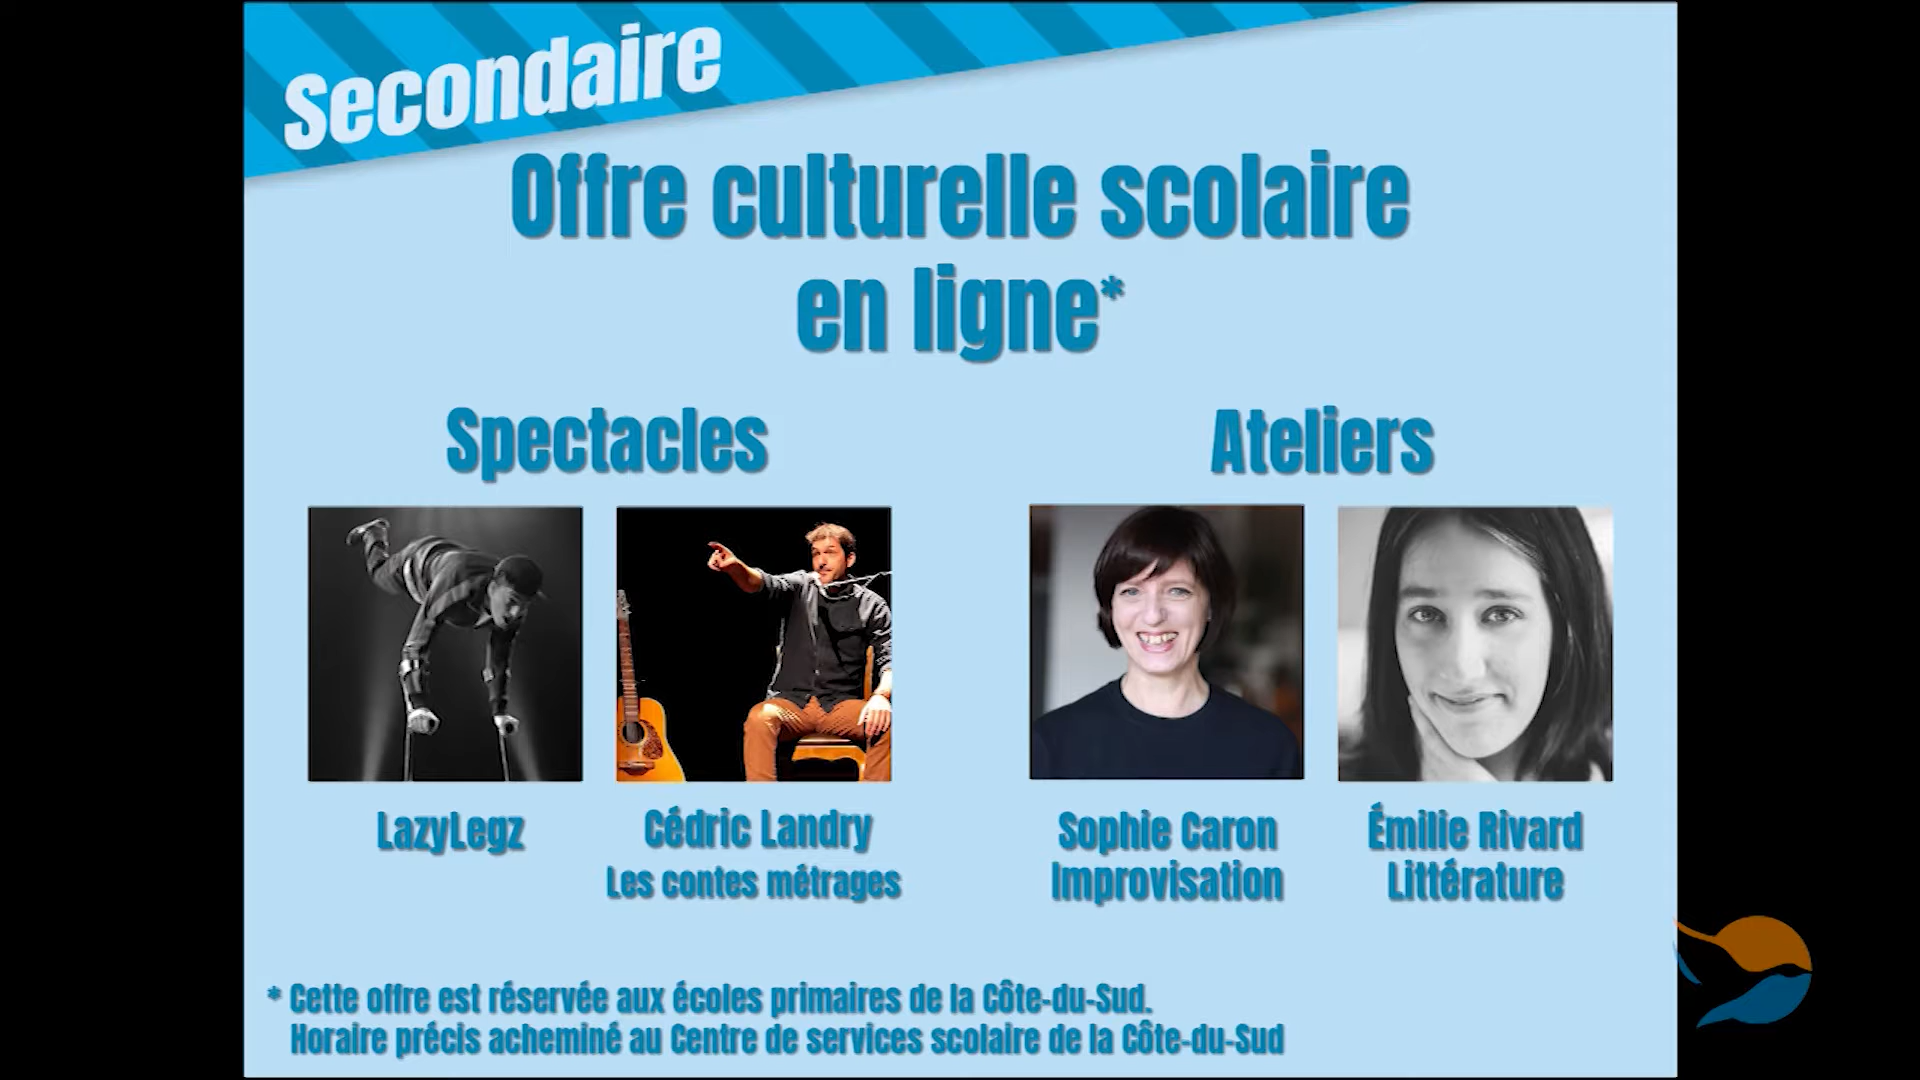 Secondaire
Offre culturelle scolaire
en ligne*
Spectacles
Ateliers
LazyLegz
Cédric Landry
Les contes métrages
Sophie Caron
Improvisation
Émilie Rivard
Littérature
* Cette offre est réservée aux écoles primaires de la Côte-du-Sud.
Horaire précis acheminé au Centre de services scolaire de la Côte-du-Sud